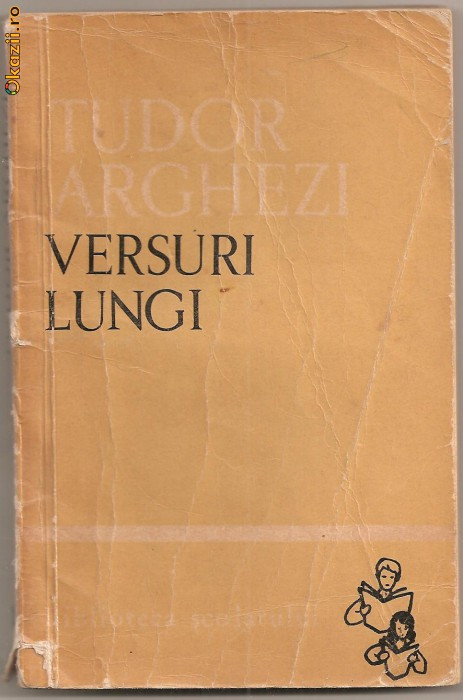 Okazii.ro
TUDOR
ARGHEZI
VERSURI
LUNGI
biblioteca școlarului